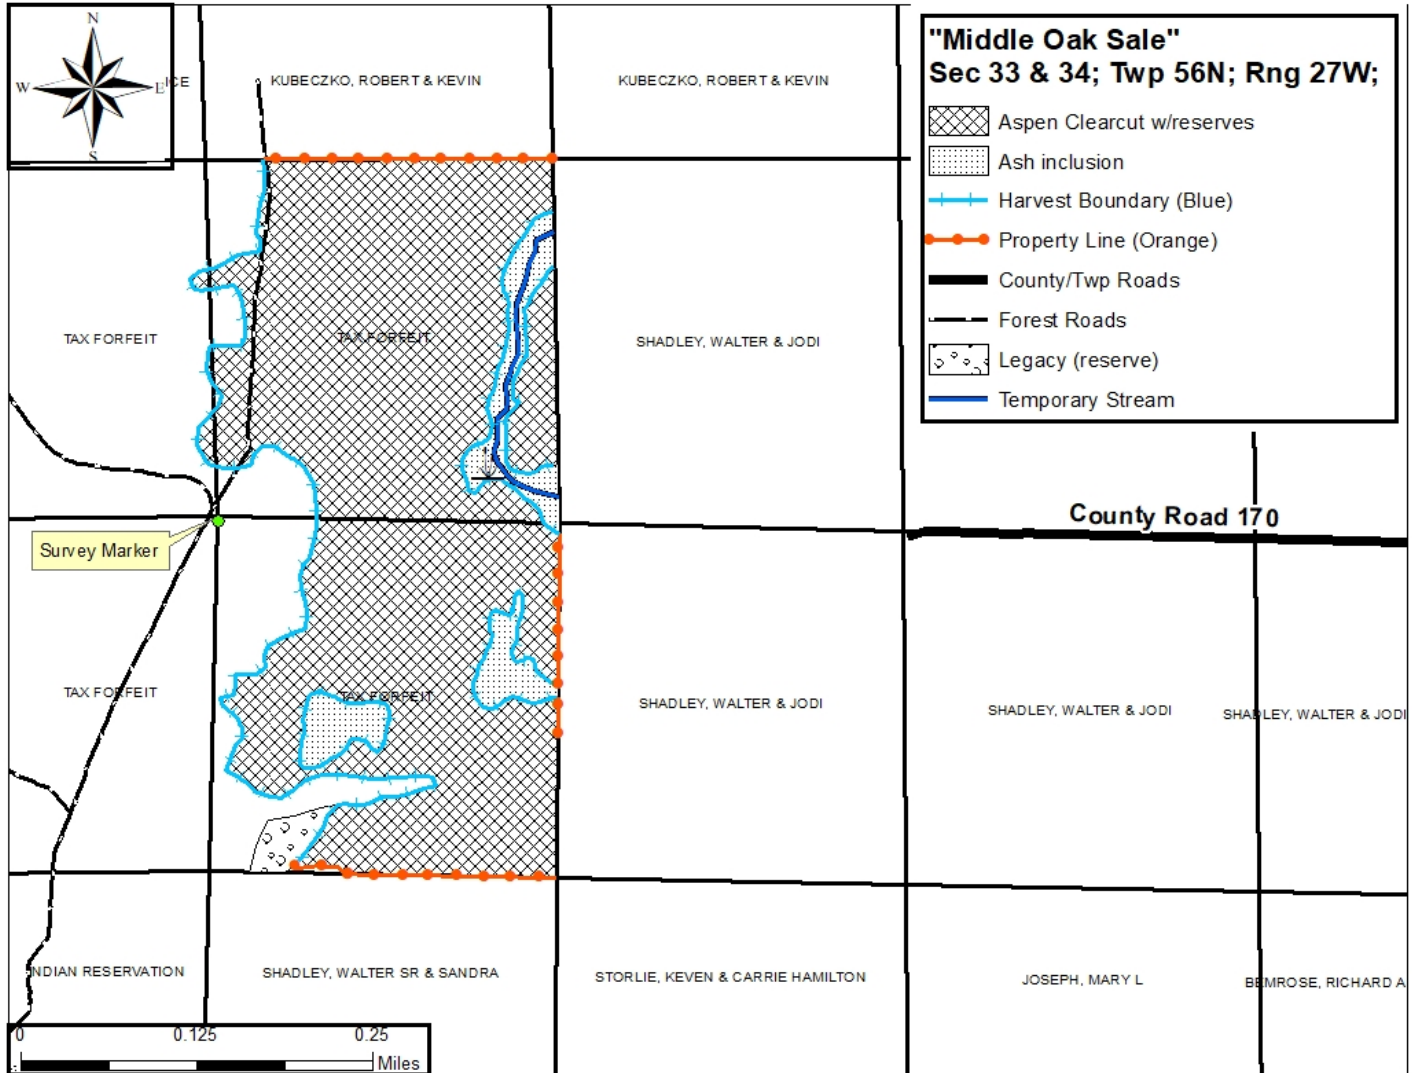 N
W
E
S
ICE
KUBECZKO, ROBERT & KEVIN
KUBECZKO, ROBERT & KEVIN
"Middle Oak Sale"
Sec 33 & 34; Twp 56N; Rng 27W;
Aspen Clearcut w/reserves
Ash inclusion
Harvest Boundary (Blue)
Property Line (Orange)
County/Twp Roads
Forest Roads
Legacy (reserve)
Temporary Stream
TAX FORFEIT
TAX FORFEIT
SHADLEY, WALTER & JODI
County Road 170
Survey Marker
TAX FORFEIT
TAX FORFEIT
SHADLEY, WALTER & JODI
SHADLEY, WALTER & JODI
SHADLEY, WALTER & JODI
NDIAN RESERVATION
SHADLEY, WALTER SR & SANDRA
STORLIE, KEVEN & CARRIE HAMILTON
JOSEPH, MARY L
BEMROSE, RICHARD A
0 0.125 0.25
Miles